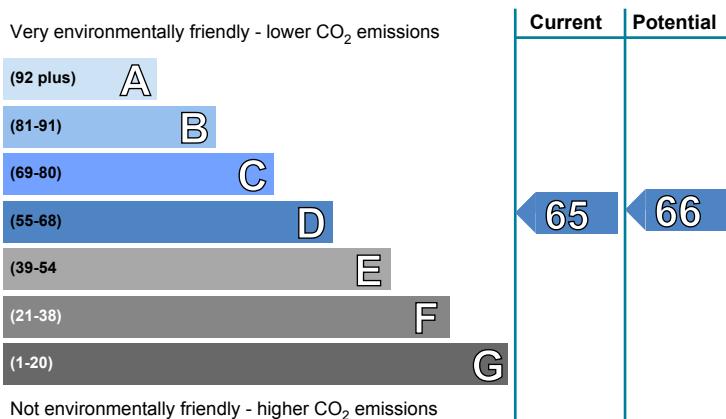 Current Potential
Very environmentally friendly - lower CO2 emissions
(92 plus) A
(81-91) B
(69-80) C
(55-68) D 65 66
(39-54 E
(21-38) F
(1-20) G
Not environmentally friendly - higher CO2 emissions